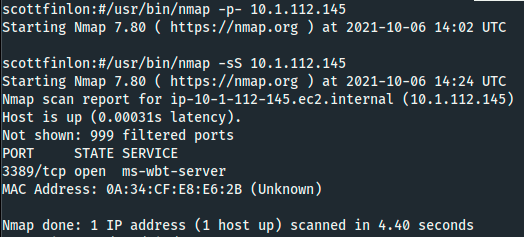 scottfinlon:#/usr/bin/nmap -p- 10.1.112.145
Starting Nmap 7.80 ( https://nmap.org ) at 2021-10-06 14:02 UTC
scottfinlon:#/usr/bin/nmap -sS 10.1.112.145
Starting Nmap 7.80 ( https://nmap.org ) at 2021-10-06 14:24 UTC
Nmap scan report for ip-10-1-112-145.ec2.internal (10.1.112.145)
Host is up (0.00031s latency).
Not shown: 999 filtered ports
PORT     STATE SERVICE
3389/tcp open  ms-wbt-server
MAC Address: 0A:34:CF:E8:E6:2B (Unknown)
Nmap done: 1 IP address (1 host up) scanned in 4.40 seconds